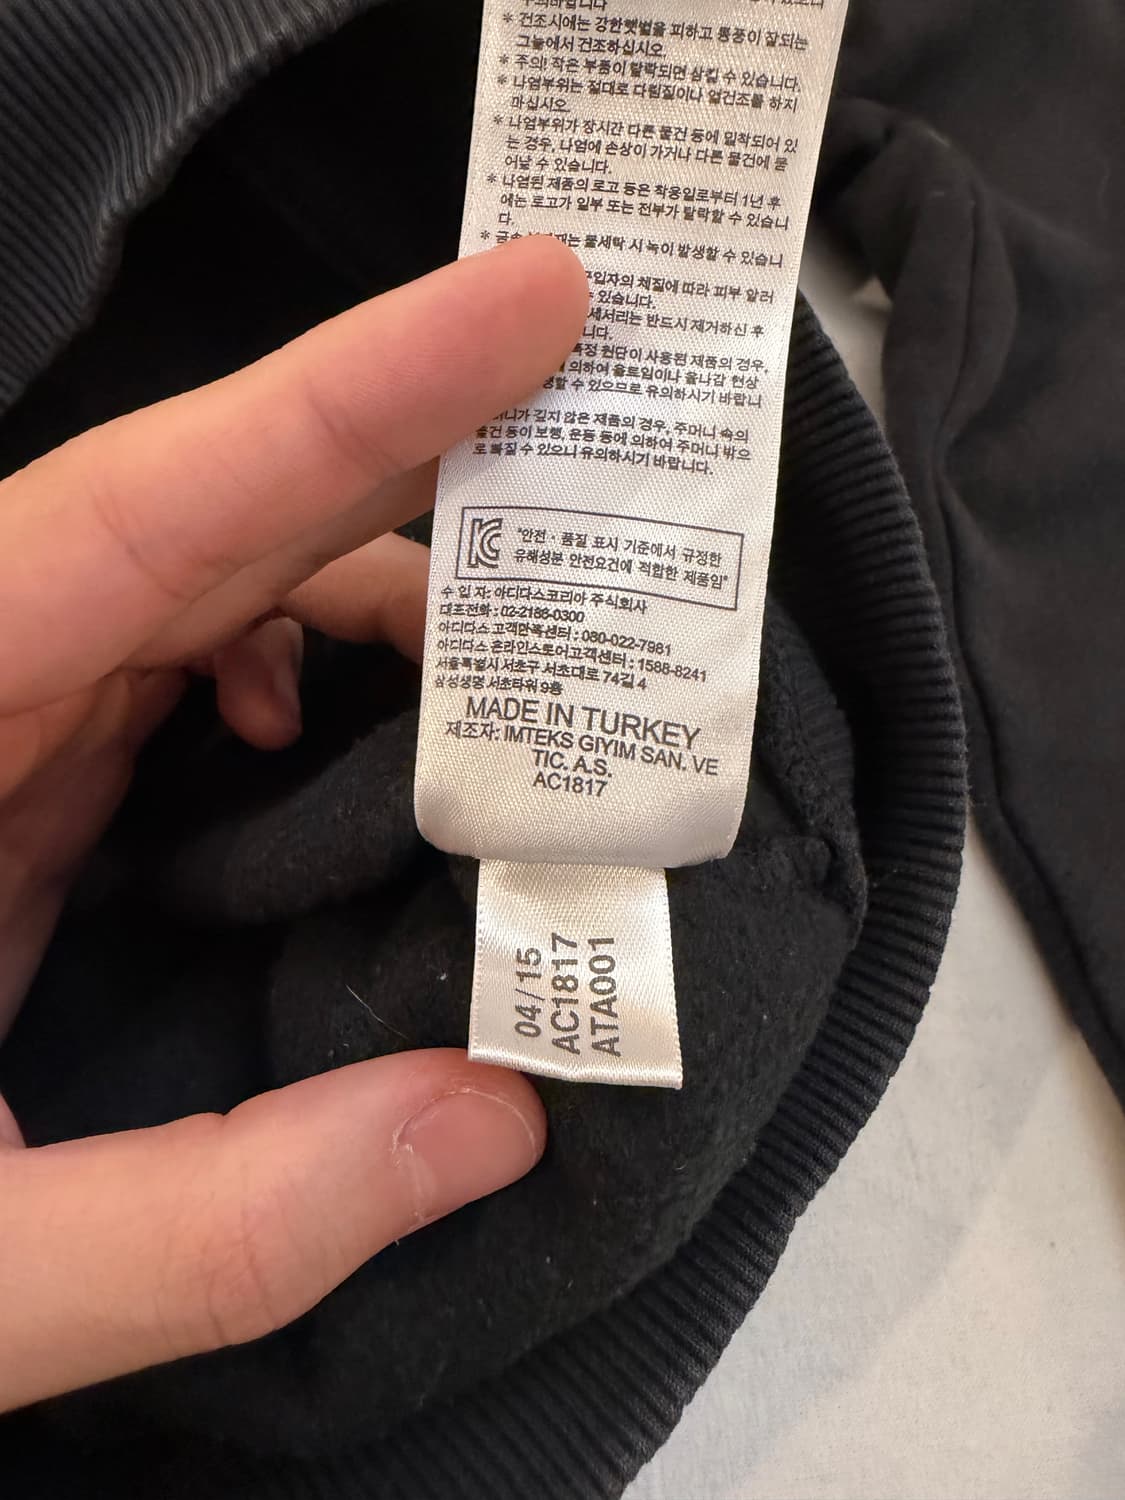 * 건조시에는 강한햇볕을 피하고 통풍이 잘되는
그늘에서 건조하십시오.
* 주의! 작은 부품이 탈락되면 삼킬 수 있습니다.
* 나염부위는 절대로 다림질이나 열건조를 하지
마십시오.
* 나염부위가 장시간 다른 물건 등에 밀착되어 있
는 경우, 나염에 손상이 가거나 다른 물건에 묻
어날 수 있습니다.
* 나염된 제품의 로고 등은 착용일로부터 1년 후
에는 로고가 일부 또는 전부가 탈락할 수 있습니
다.
* 물세탁 시 녹이 발생할 수 있습니
체질에 따라 피부 알러
있습니다.
반드시 제거하신 후
원단이 사용된 제품의 경우,
의하여 올트임이나 올나감 현상
수 있으므로 유의하시기 바랍니
깊지 않은 제품의 경우, 주머니 속의
물건 등이 보행, 운동 등에 의하여 주머니 밖으
로 빠질 수 있으니 유의하시기 바랍니다.
"안전 · 품질 표시 기준에서 규정한
유해성분 안전요건에 적합한 제품임"
수 입 자: 아디다스코리아 주식회사
대표전화 : 02-2186-0300
아디다스 고객만족센터 : 080-022-7981
아디다스 온라인스토어고객센터 : 1588-8241
서울특별시 서초구 서초대로 74길 4
삼성생명 서초타워 9층
MADE IN TURKEY
제조자: IMTEKS GIYIM SAN. VE
TIC. A.S.
AC1817
04/15
AC1817
ATA001